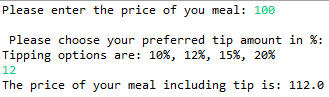 Please enter the price of you meal: 100
Please choose your preferred tip amount in %:
Tipping options are: 10%, 12%, 15%, 20%
12
The price of your meal including tip is: 112.0